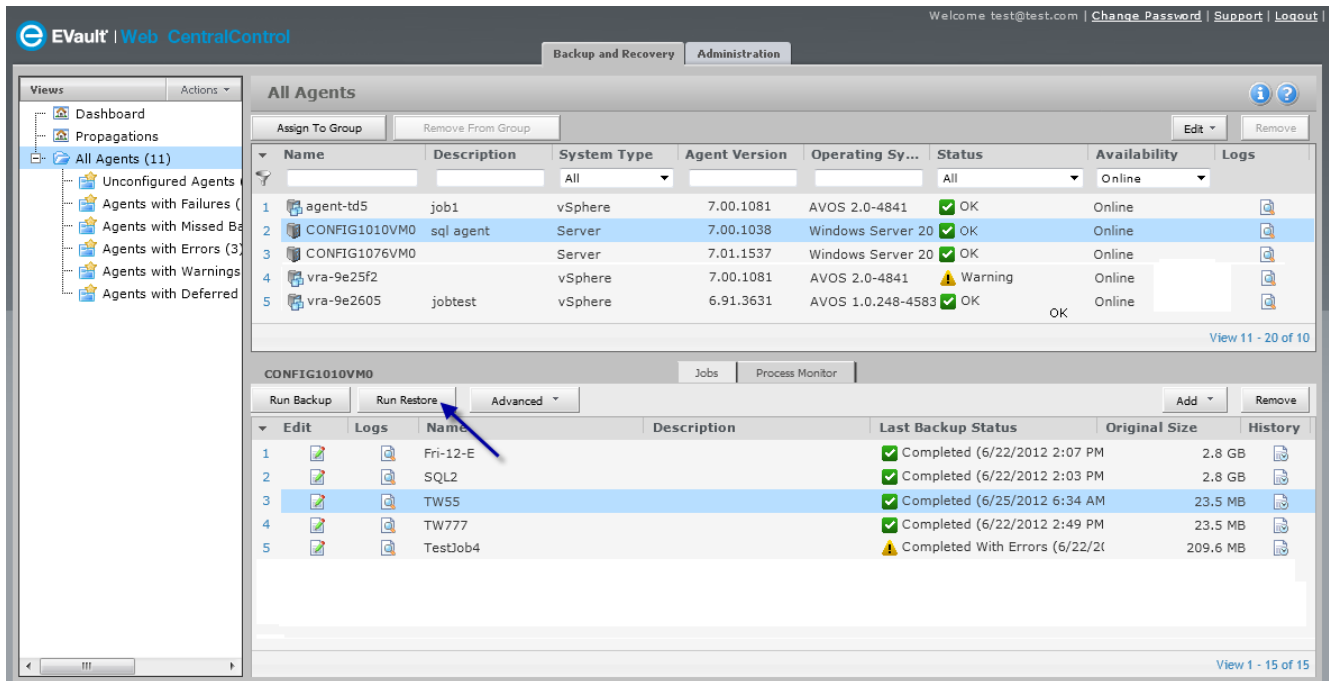 Welcome test@test.com | Change Password | Support | Logout |
EVault | Web CentralControl
Backup and Recovery Administration
Views Actions
Dashboard
Propagations
All Agents (11)
Unconfigured Agents (
Agents with Failures (
Agents with Missed Ba
Agents with Errors (3)
Agents with Warnings
Agents with Deferred
All Agents
Assign To Group Remove From Group Edit Remove
Name Description System Type Agent Version Operating Sy... Status Availability Logs
All All Online
1 agent-td5 job1 vSphere 7.00.1081 AVOS 2.0-4841 OK Online
2 CONFIG1010VM0 sql agent Server 7.00.1038 Windows Server 20 OK Online
3 CONFIG1076VM0 Server 7.01.1537 Windows Server 20 OK Online
4 vra-9e25f2 vSphere 7.00.1081 AVOS 2.0-4841 Warning Online
5 vra-9e2605 jobtest vSphere 6.91.3631 AVOS 1.0.248-4583 OK Online
OK
View 11 - 20 of 10
CONFIG1010VM0 Jobs Process Monitor
Run Backup Run Restore Advanced Add Remove
Edit Logs Name Description Last Backup Status Original Size History
1 Fri-12-E Completed (6/22/2012 2:07 PM 2.8 GB
2 SQL2 Completed (6/22/2012 2:03 PM 2.8 GB
3 TW55 Completed (6/25/2012 6:34 AM 23.5 MB
4 TW777 Completed (6/22/2012 2:49 PM 23.5 MB
5 TestJob4 Completed With Errors (6/22/20 209.6 MB
View 1 - 15 of 15